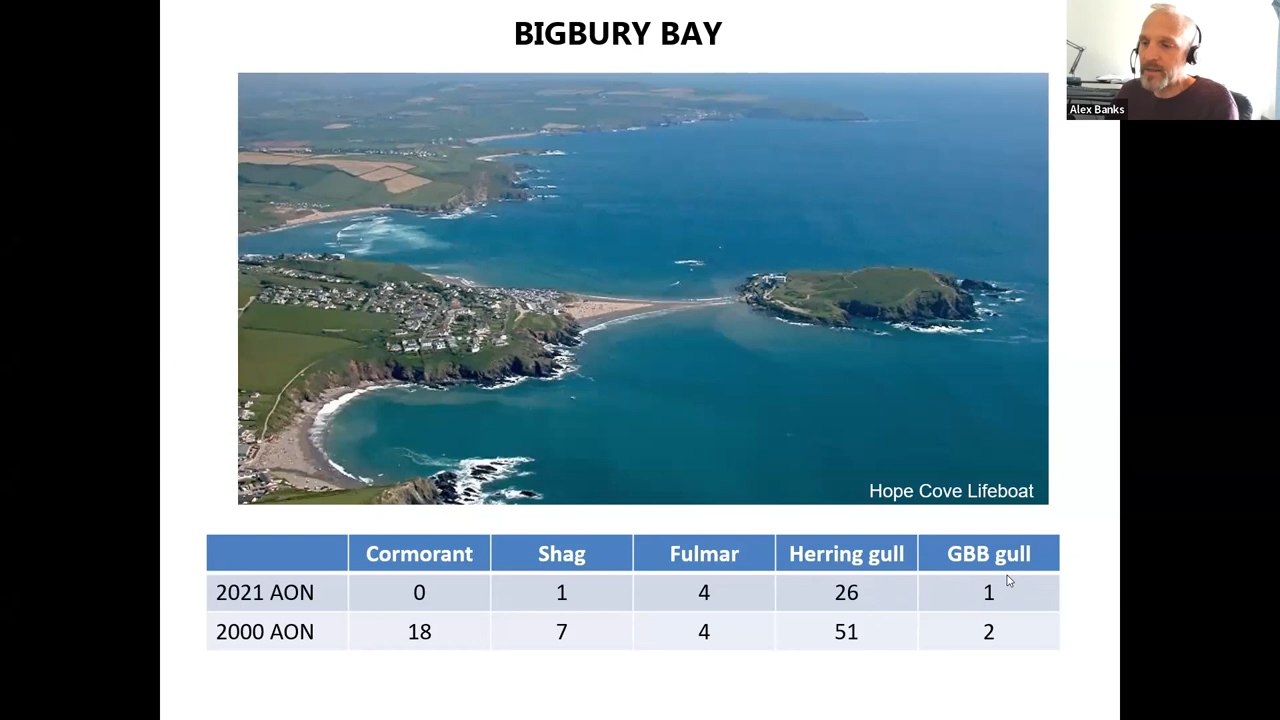 BIGBURY BAY
Alex Banks
Hope Cove Lifeboat
Cormorant Shag Fulmar Herring gull GBB gull
2021 AON 0 1 4 26 1
2000 AON 18 7 4 51 2